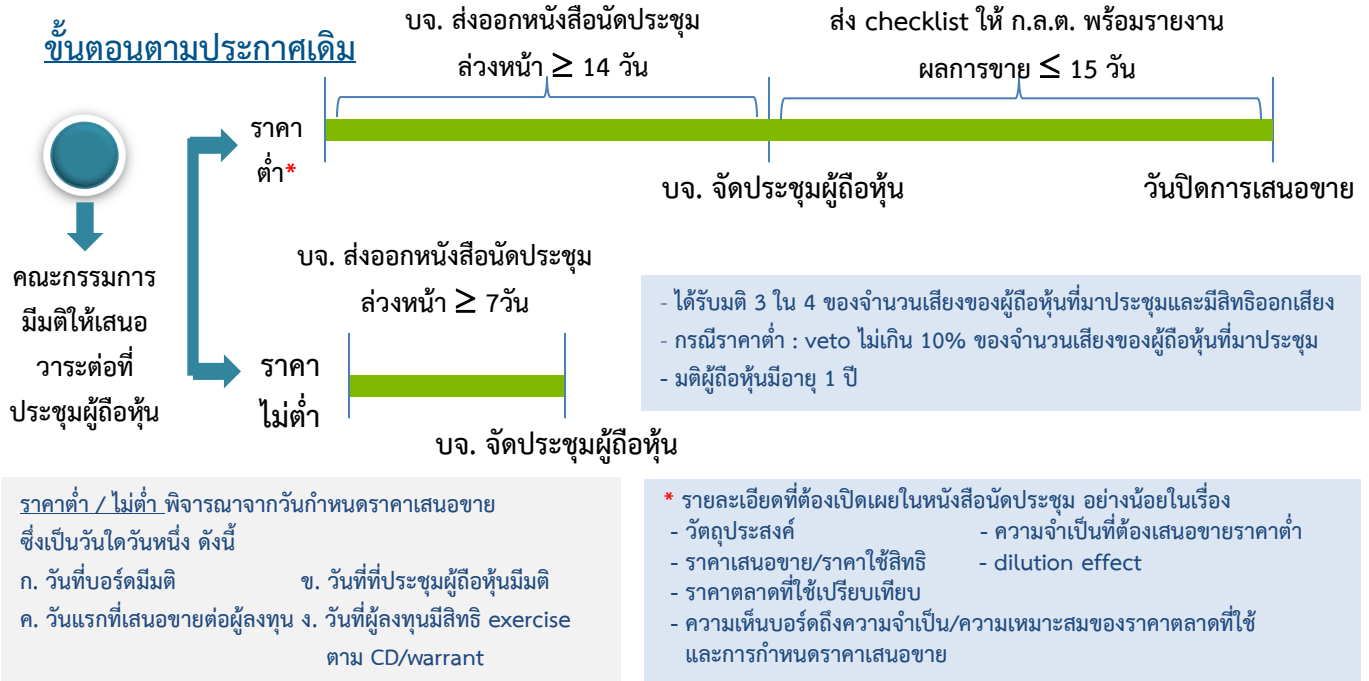 ขั้นตอนตามประกาศเดิม
บจ. ส่งออกหนังสือนัดประชุม
ล่วงหน้า ≥ 14 วัน
ส่ง checklist ให้ ก.ล.ต. พร้อมรายงาน
ผลการขาย ≤ 15 วัน
ราคา
ต่ำ*
บจ. จัดประชุมผู้ถือหุ้น
วันปิดการเสนอขาย
คณะกรรมการ
มีมติให้เสนอ
วาระต่อที่
ประชุมผู้ถือหุ้น
บจ. ส่งออกหนังสือนัดประชุม
ล่วงหน้า ≥ 7วัน
ราคา
ไม่ต่ำ
บจ. จัดประชุมผู้ถือหุ้น
- ได้รับมติ 3 ใน 4 ของจำนวนเสียงของผู้ถือหุ้นที่มาประชุมและมีสิทธิออกเสียง
- กรณีราคาต่ำ : veto ไม่เกิน 10% ของจำนวนเสียงของผู้ถือหุ้นที่มาประชุม
- มติผู้ถือหุ้นมีอายุ 1 ปี
ราคาต่ำ / ไม่ต่ำ พิจารณาจากวันกำหนดราคาเสนอขาย
ซึ่งเป็นวันใดวันหนึ่ง ดังนี้
ก. วันที่บอร์ดมีมติ ข. วันที่ที่ประชุมผู้ถือหุ้นมีมติ
ค. วันแรกที่เสนอขายต่อผู้ลงทุน ง. วันที่ผู้ลงทุนมีสิทธิ exercise
ตาม CD/warrant
* รายละเอียดที่ต้องเปิดเผยในหนังสือนัดประชุม อย่างน้อยในเรื่อง
- วัตถุประสงค์ - ความจำเป็นที่ต้องเสนอขายราคาต่ำ
- ราคาเสนอขาย/ราคาใช้สิทธิ - dilution effect
- ราคาตลาดที่ใช้เปรียบเทียบ
- ความเห็นบอร์ดถึงความจำเป็น/ความเหมาะสมของราคาตลาดที่ใช้
และการกำหนดราคาเสนอขาย